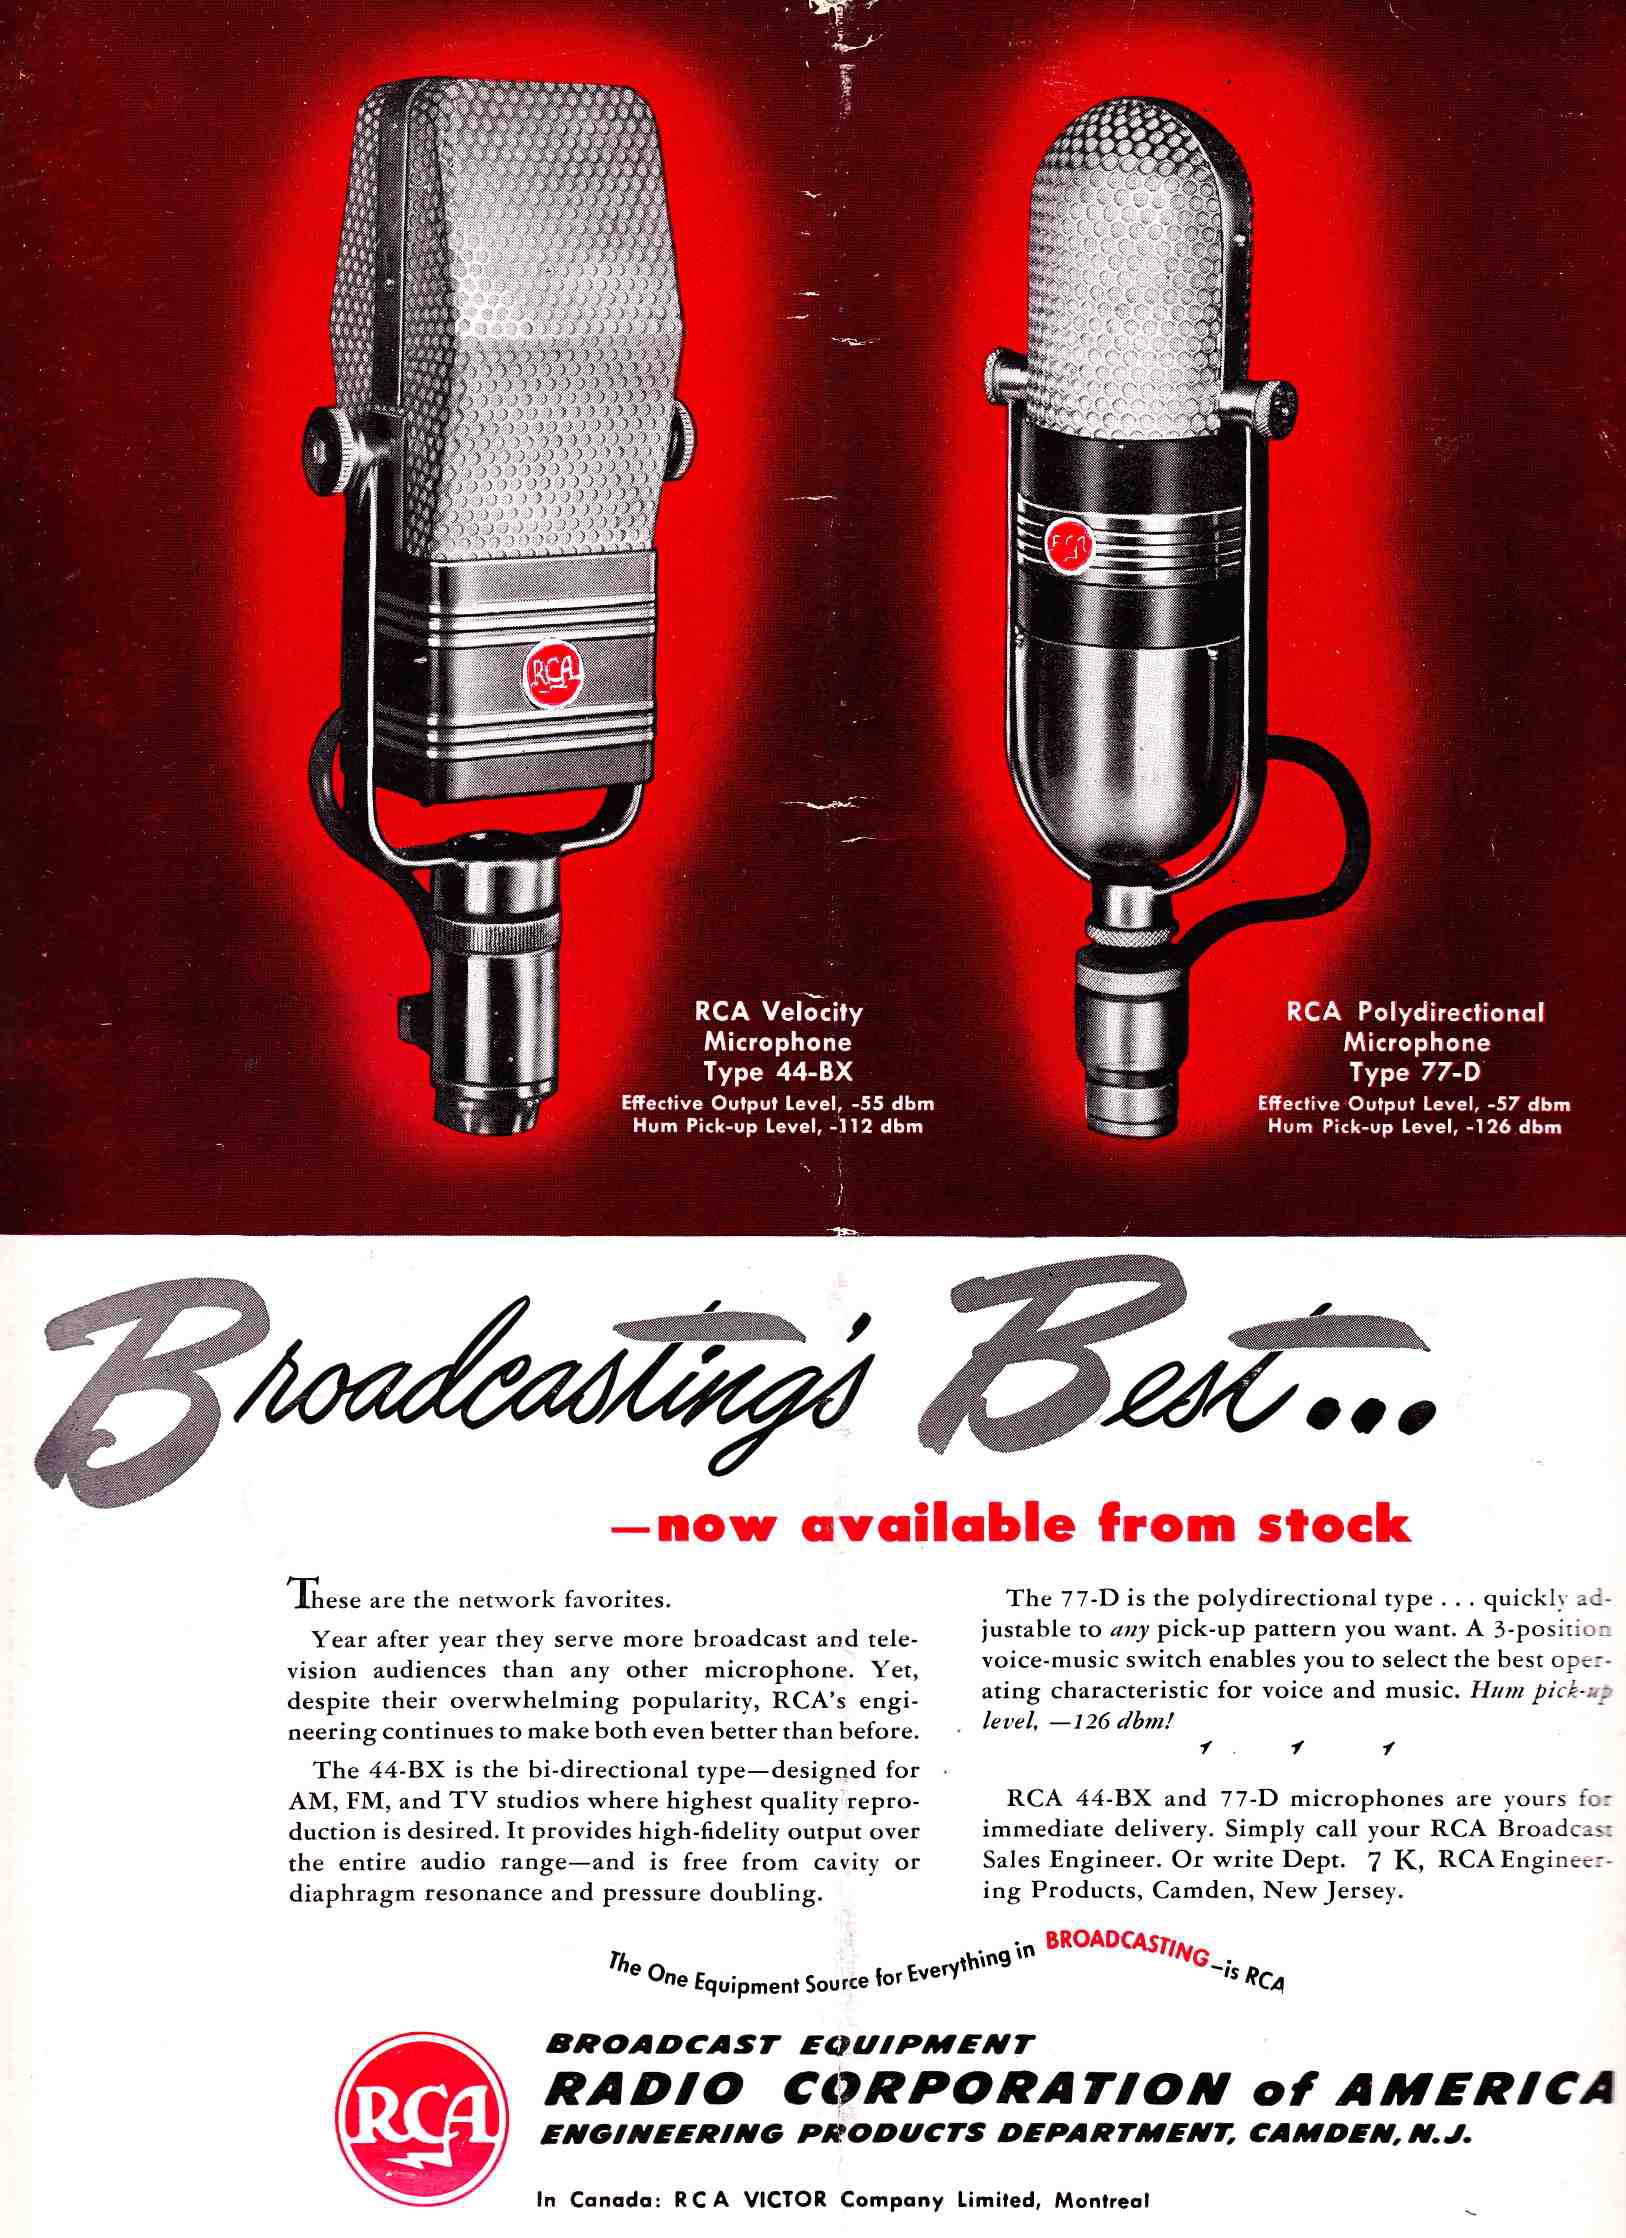 RCA
RCA
RCA Velocity
Microphone
Type 44-BX
Effective Output Level, -55 dbm
Hum Pick-up Level, -112 dbm
RCA Polydirectional
Microphone
Type 77-D
Effective Output Level, -57 dbm
Hum Pick-up Level, -126 dbm
Broadcasting's Best...
—now available from stock
These are the network favorites.
Year after year they serve more broadcast and tele-
vision audiences than any other microphone. Yet,
despite their overwhelming popularity, RCA's engi-
neering continues to make both even better than before.
The 44-BX is the bi-directional type—designed for
AM, FM, and TV studios where highest quality repro-
duction is desired. It provides high-fidelity output over
the entire audio range—and is free from cavity or
diaphragm resonance and pressure doubling.
The 77-D is the polydirectional type . . . quickly ad-
justable to any pick-up pattern you want. A 3-position
voice-music switch enables you to select the best oper-
ating characteristic for voice and music. Hum pick-up
level, —126 dbm!
RCA 44-BX and 77-D microphones are yours for
immediate delivery. Simply call your RCA Broadcast
Sales Engineer. Or write Dept. 7 K, RCA Engineer-
ing Products, Camden, New Jersey.
The One Equipment Source for Everything in BROADCASTING—is RCA
RCA
BROADCAST EQUIPMENT
RADIO CORPORATION of AMERICA
ENGINEERING PRODUCTS DEPARTMENT, CAMDEN, N.J.
In Canada: RCA VICTOR Company Limited, Montreal